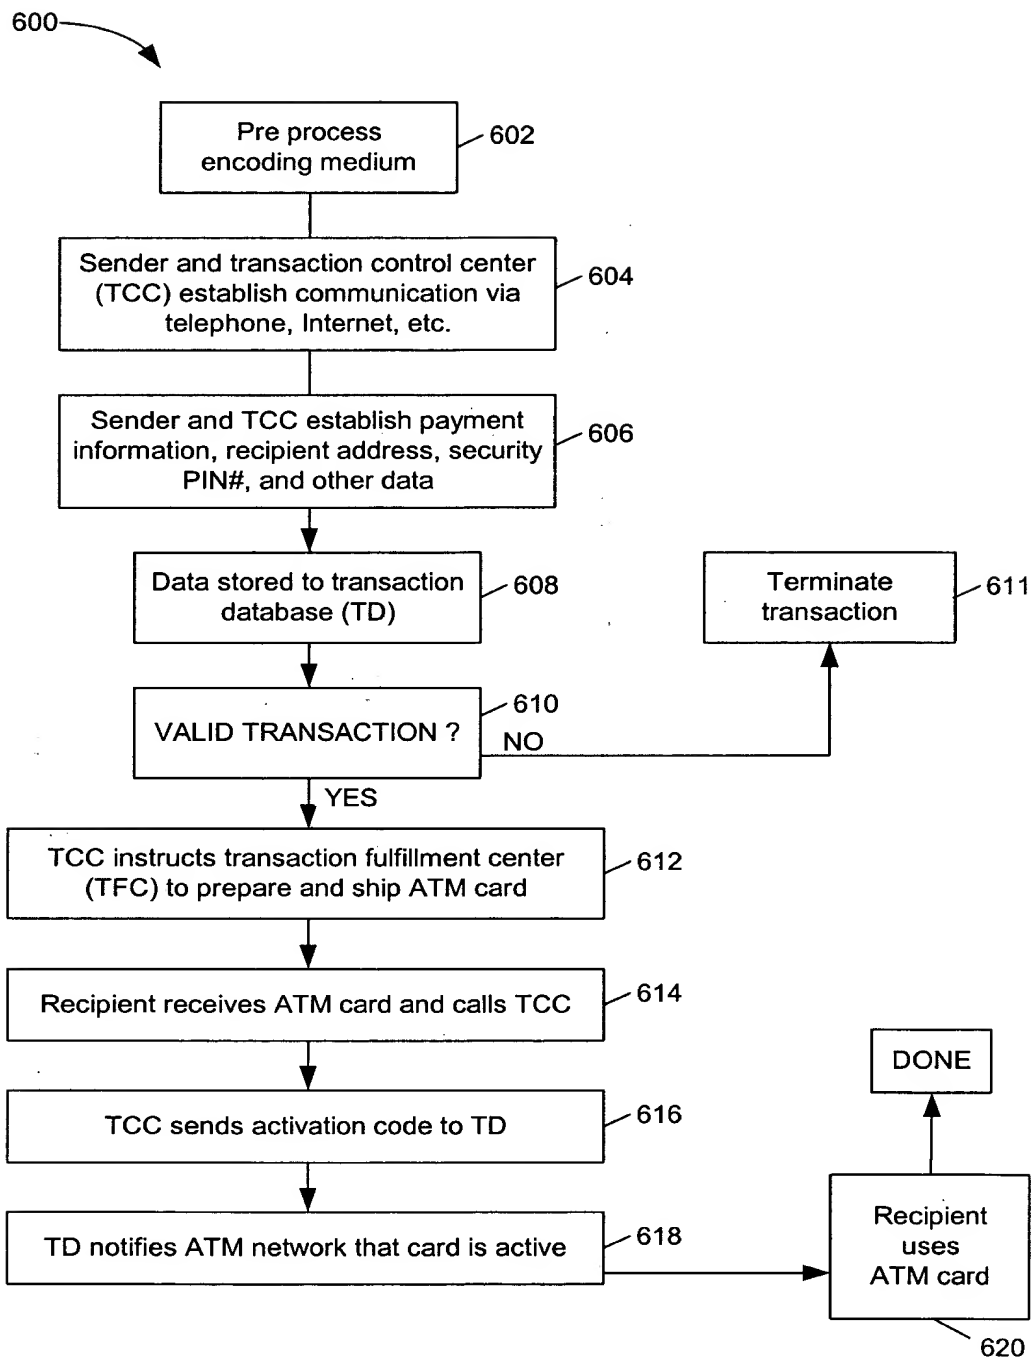 600
Pre process
encoding medium
602
Sender and transaction control center
(TCC) establish communication via
telephone, Internet, etc.
604
Sender and TCC establish payment
information, recipient address, security
PIN#, and other data
606
Data stored to transaction
database (TD)
608
Terminate
transaction
611
VALID TRANSACTION ?
610
NO
YES
TCC instructs transaction fulfillment center
(TFC) to prepare and ship ATM card
612
Recipient receives ATM card and calls TCC
614
TCC sends activation code to TD
616
TD notifies ATM network that card is active
618
DONE
Recipient
uses
ATM card
620